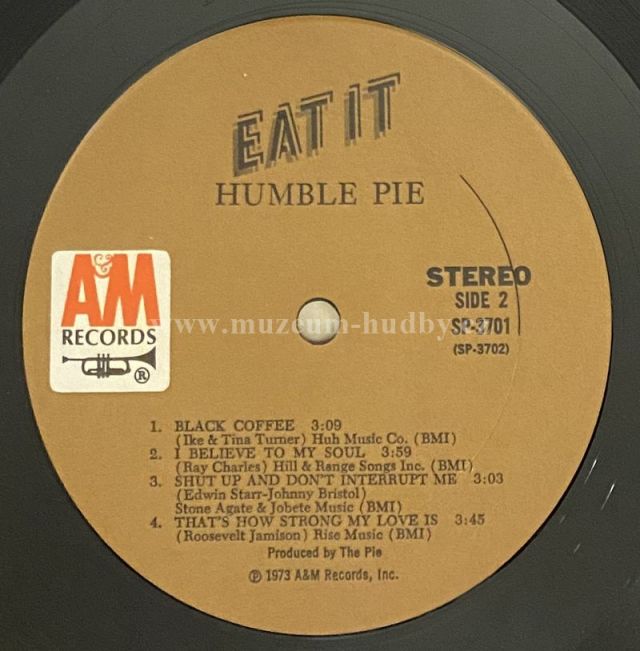 EAT IT
HUMBLE PIE
A&M
RECORDS
®
STEREO
SIDE 2
SP-3701
(SP-3702)
www.muzeum-hudby.cz
1. BLACK COFFEE 3:09
(Ike & Tina Turner) Huh Music Co. (BMI)
2. I BELIEVE TO MY SOUL 3:59
(Ray Charles) Hill & Range Songs Inc. (BMI)
3. SHUT UP AND DON'T INTERRUPT ME 3:03
(Edwin Starr-Johnny Bristol)
Stone Agate & Jobete Music (BMI)
4. THAT'S HOW STRONG MY LOVE IS 3:45
(Roosevelt Jamison) Rise Music (BMI)
Produced by The Pie
℗ 1973 A&M Records, Inc.